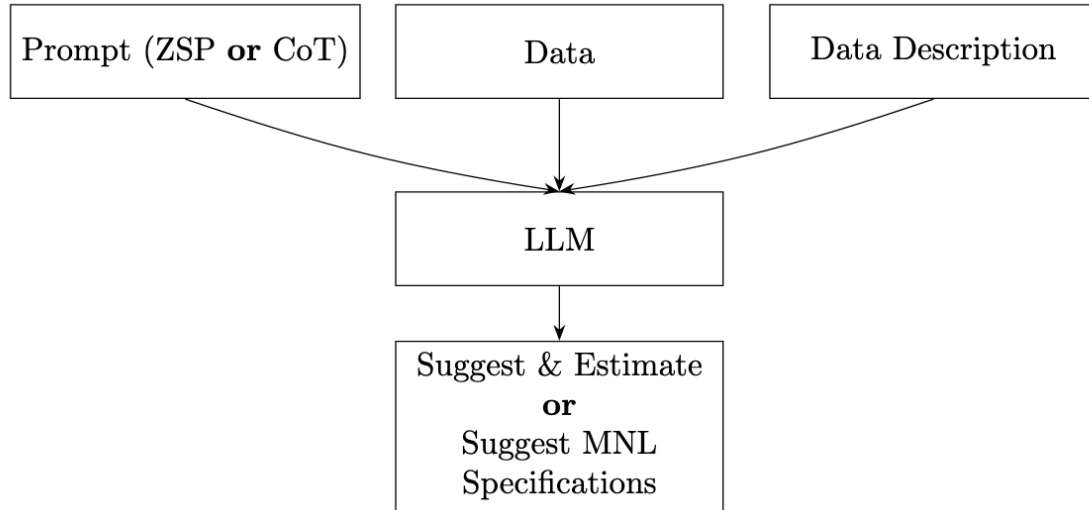 Prompt (ZSP or CoT)
Data
Data Description
LLM
Suggest & Estimate
or
Suggest MNL
Specifications